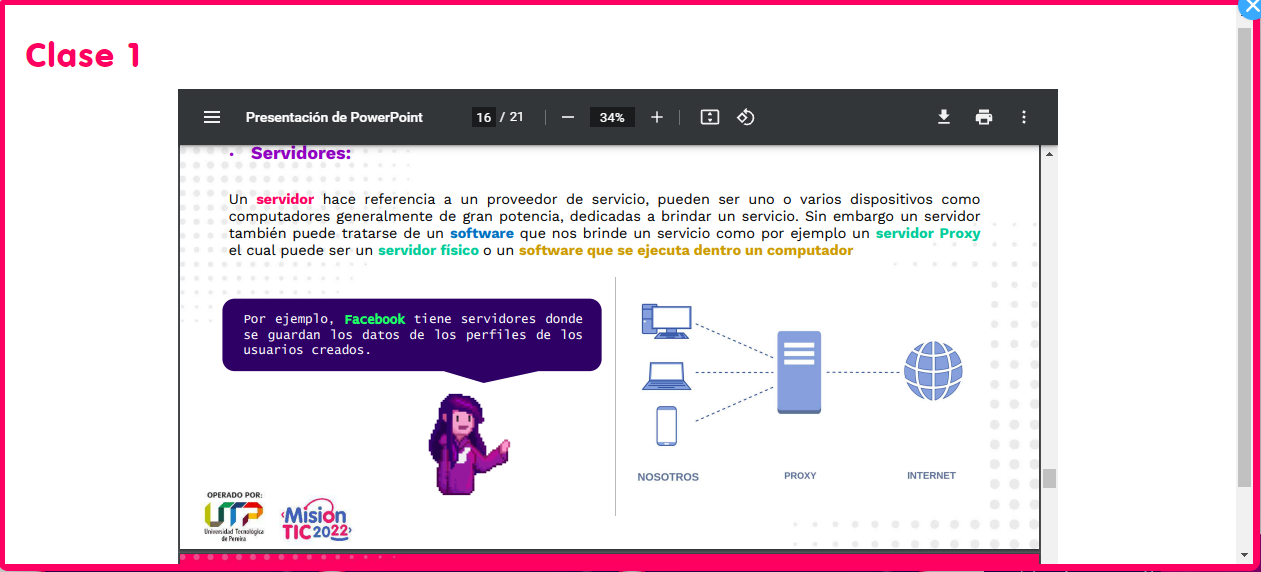 Clase 1
Presentación de PowerPoint
16 / 21
34%
• Servidores:
Un servidor hace referencia a un proveedor de servicio, pueden ser uno o varios dispositivos como
computadores generalmente de gran potencia, dedicadas a brindar un servicio. Sin embargo un servidor
también puede tratarse de un software que nos brinde un servicio como por ejemplo un servidor Proxy
el cual puede ser un servidor físico o un software que se ejecuta dentro un computador
Por ejemplo, Facebook tiene servidores donde
se guardan los datos de los perfiles de los
usuarios creados.
NOSOTROS
PROXY
INTERNET
OPERADO POR:
UTP
Universidad Tecnológica
de Pereira
Misión
TIC 2022